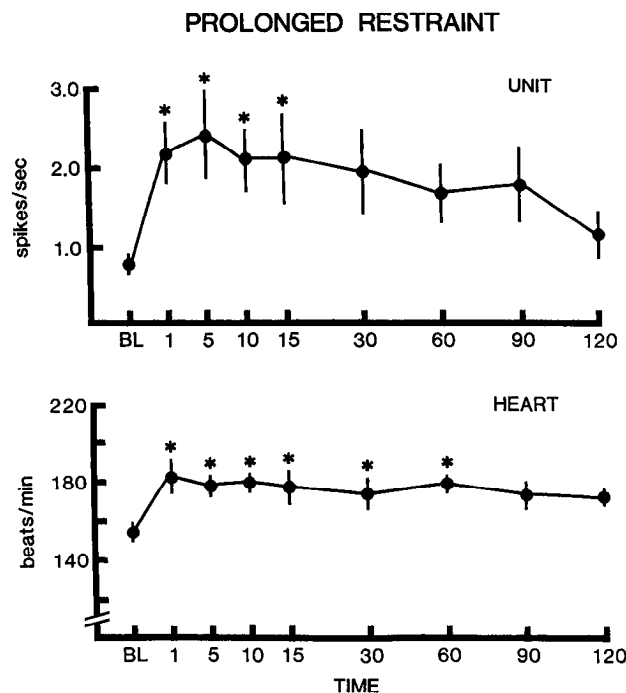 PROLONGED RESTRAINT
UNIT
3.0
2.0
1.0
spikes/sec
* * * *
BL 1 5 10 15 30 60 90 120
HEART
220
180
140
beats/min
* * * * * *
BL 1 5 10 15 30 60 90 120
TIME